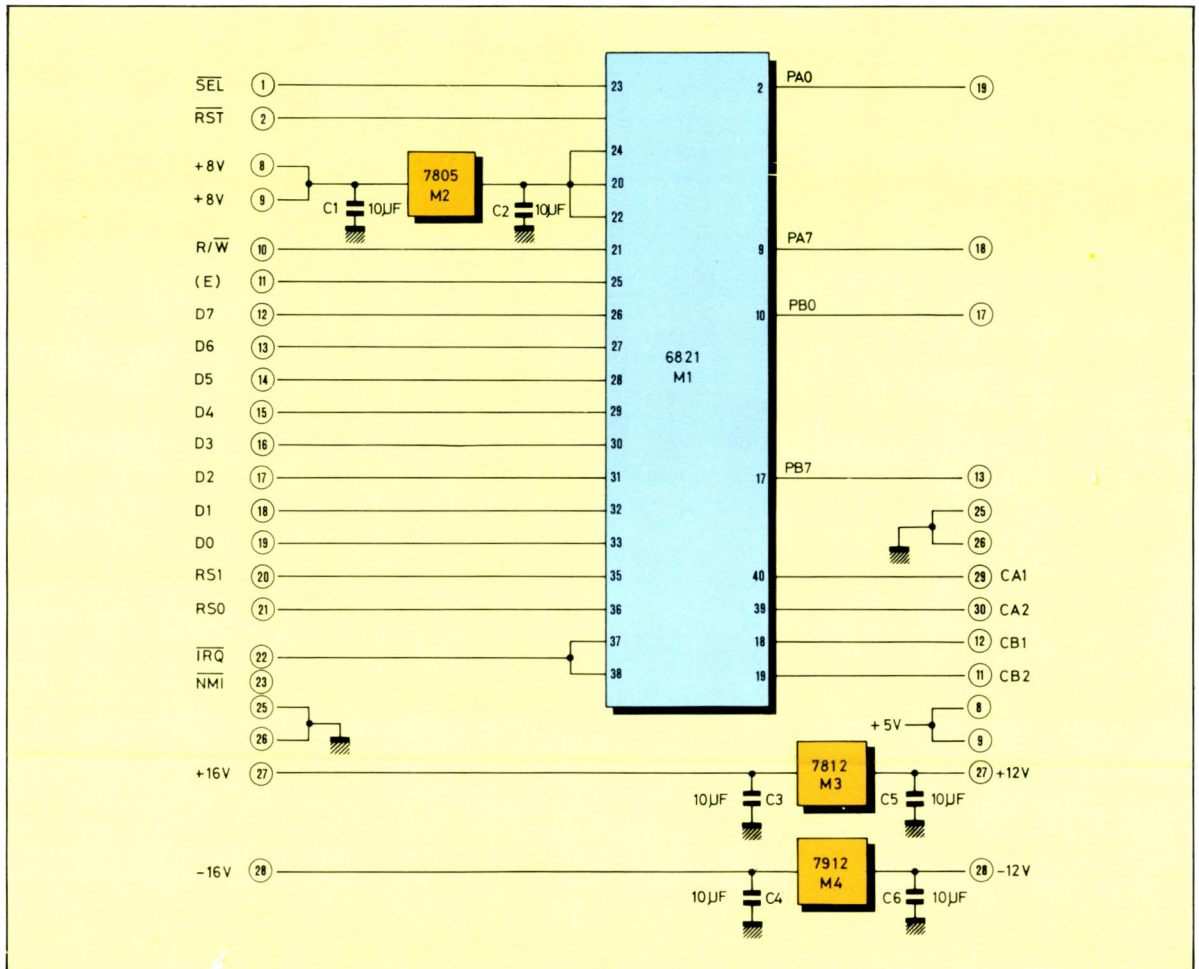 SEL 1 23 2 PA0 19
RST 2
24
+8V 8 7805 20
+8V 9 M2 22
C1 10µF C2 10µF
R/W 10 21 9 PA7 18
(E) 11 25
D7 12 26 10 PB0 17
D6 13 27
6821
M1
D5 14 28
D4 15 29
D3 16 30
D2 17 31 17 PB7 13
D1 18 32 25
D0 19 33 26
RS1 20 35 40 29 CA1
RS0 21 36 39 30 CA2
37 18 12 CB1
IRQ 22
NMI 23 38 19 11 CB2
25 8
+5V
26 9
+16V 27 7812 27 +12V
M3
10µF C3 C5 10µF
-16V 28 7912 28 -12V
M4
10µF C4 C6 10µF